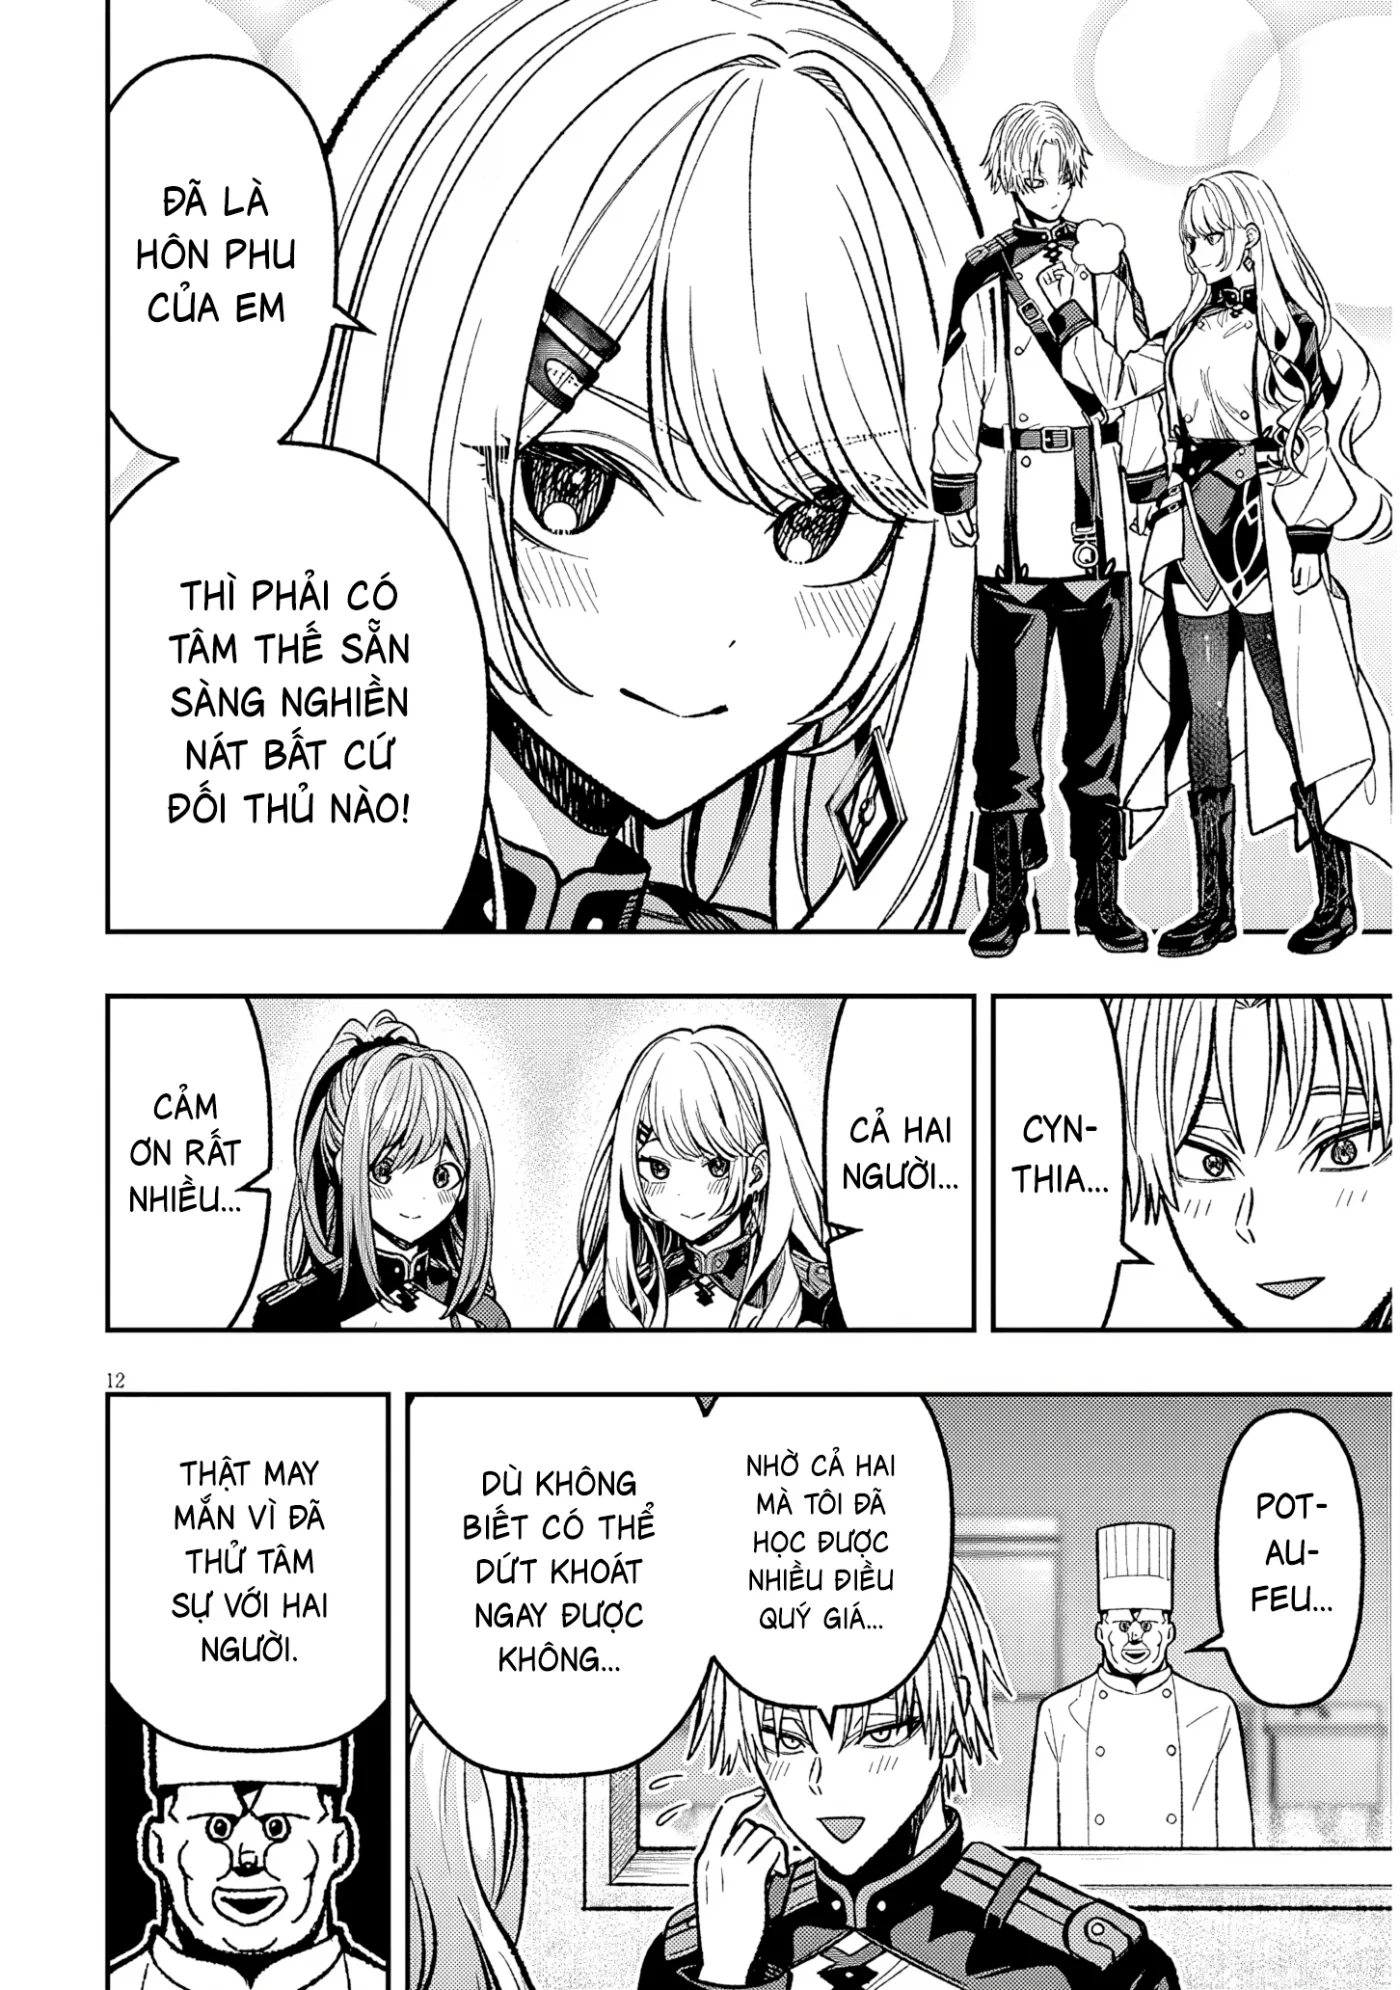 ĐÃ LÀ
HÔN PHU
CỦA EM
THÌ PHẢI CÓ
TÂM THẾ SẴN
SÀNG NGHIỀN
NÁT BẤT CỨ
ĐỐI THỦ NÀO!
CYN-
THIA...
CẢ HAI
NGƯỜI...
CẢM
ƠN RẤT
NHIỀU...
12
POT-
AU-
FEU...
NHỜ CẢ HAI
MÀ TÔI ĐÃ
HỌC ĐƯỢC
NHIỀU ĐIỀU
QUÝ GIÁ...
DÙ KHÔNG
BIẾT CÓ THỂ
DỨT KHOÁT
NGAY ĐƯỢC
KHÔNG...
THẬT MAY
MẮN VÌ ĐÃ
THỬ TÂM
SỰ VỚI HAI
NGƯỜI.